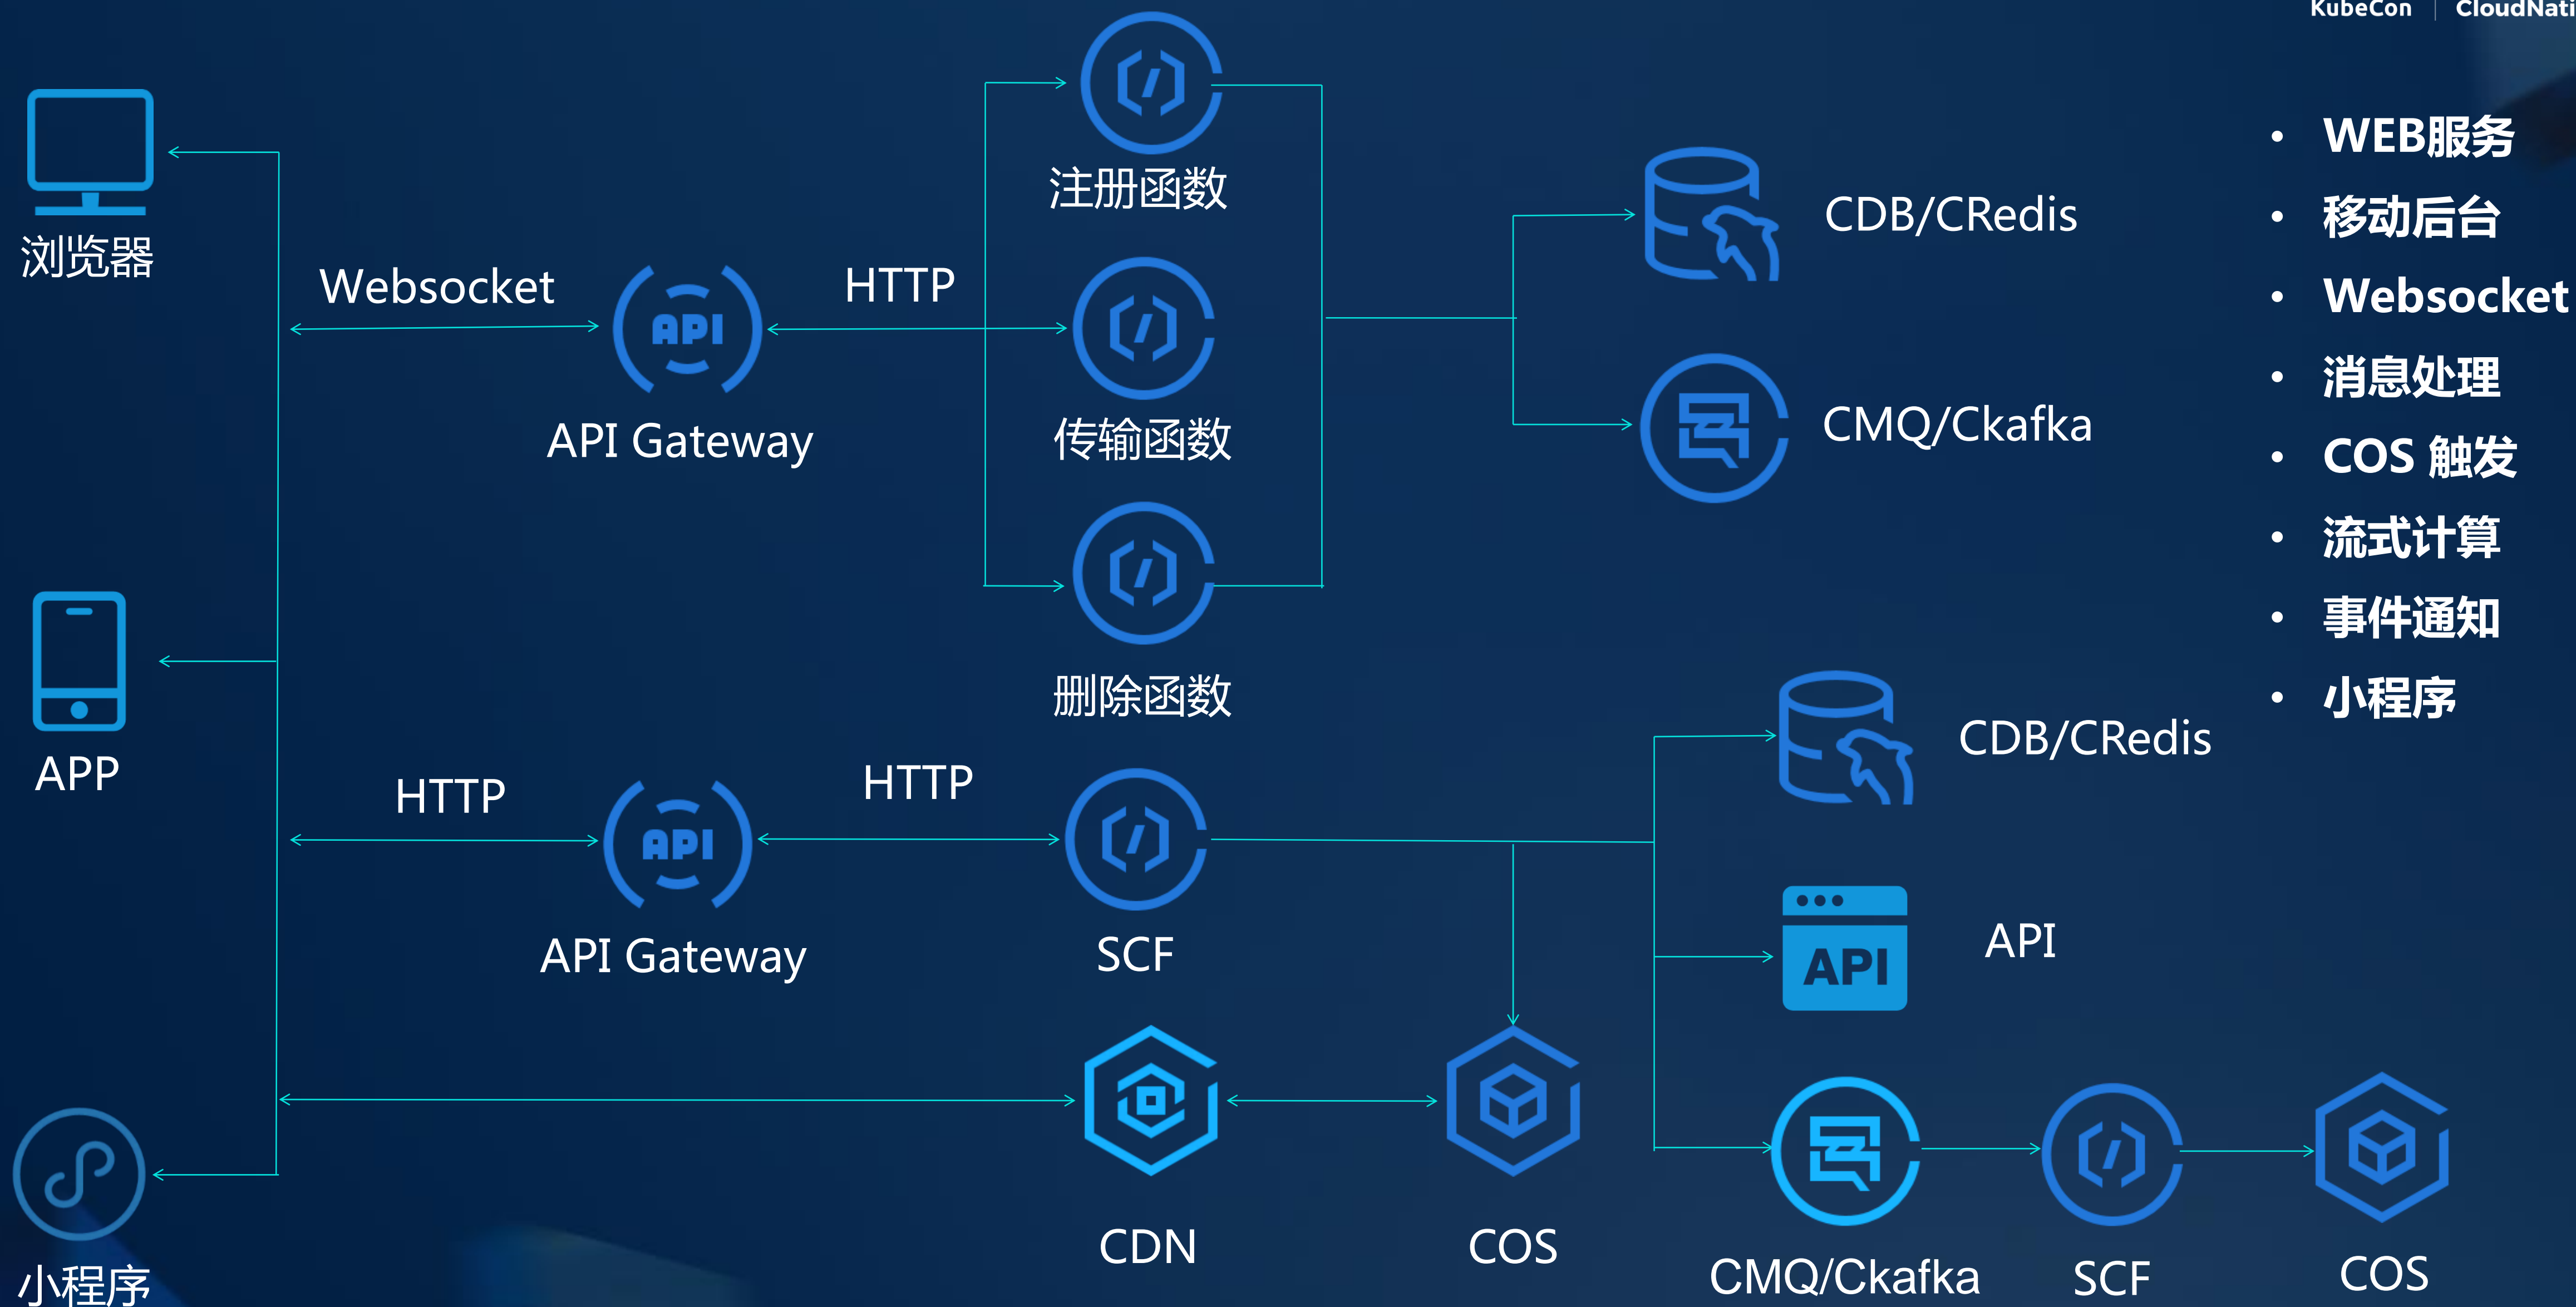 KubeCon
CloudNati
浏览器
Websocket
API
API Gateway
HTTP
注册函数
传输函数
删除函数
CDB/CRedis
CMQ/Ckafka
APP
HTTP
API
API Gateway
HTTP
SCF
CDB/CRedis
API
API
小程序
CDN
COS
CMQ/Ckafka
SCF
COS
• WEB服务
• 移动后台
• Websocket
• 消息处理
• COS 触发
• 流式计算
• 事件通知
• 小程序